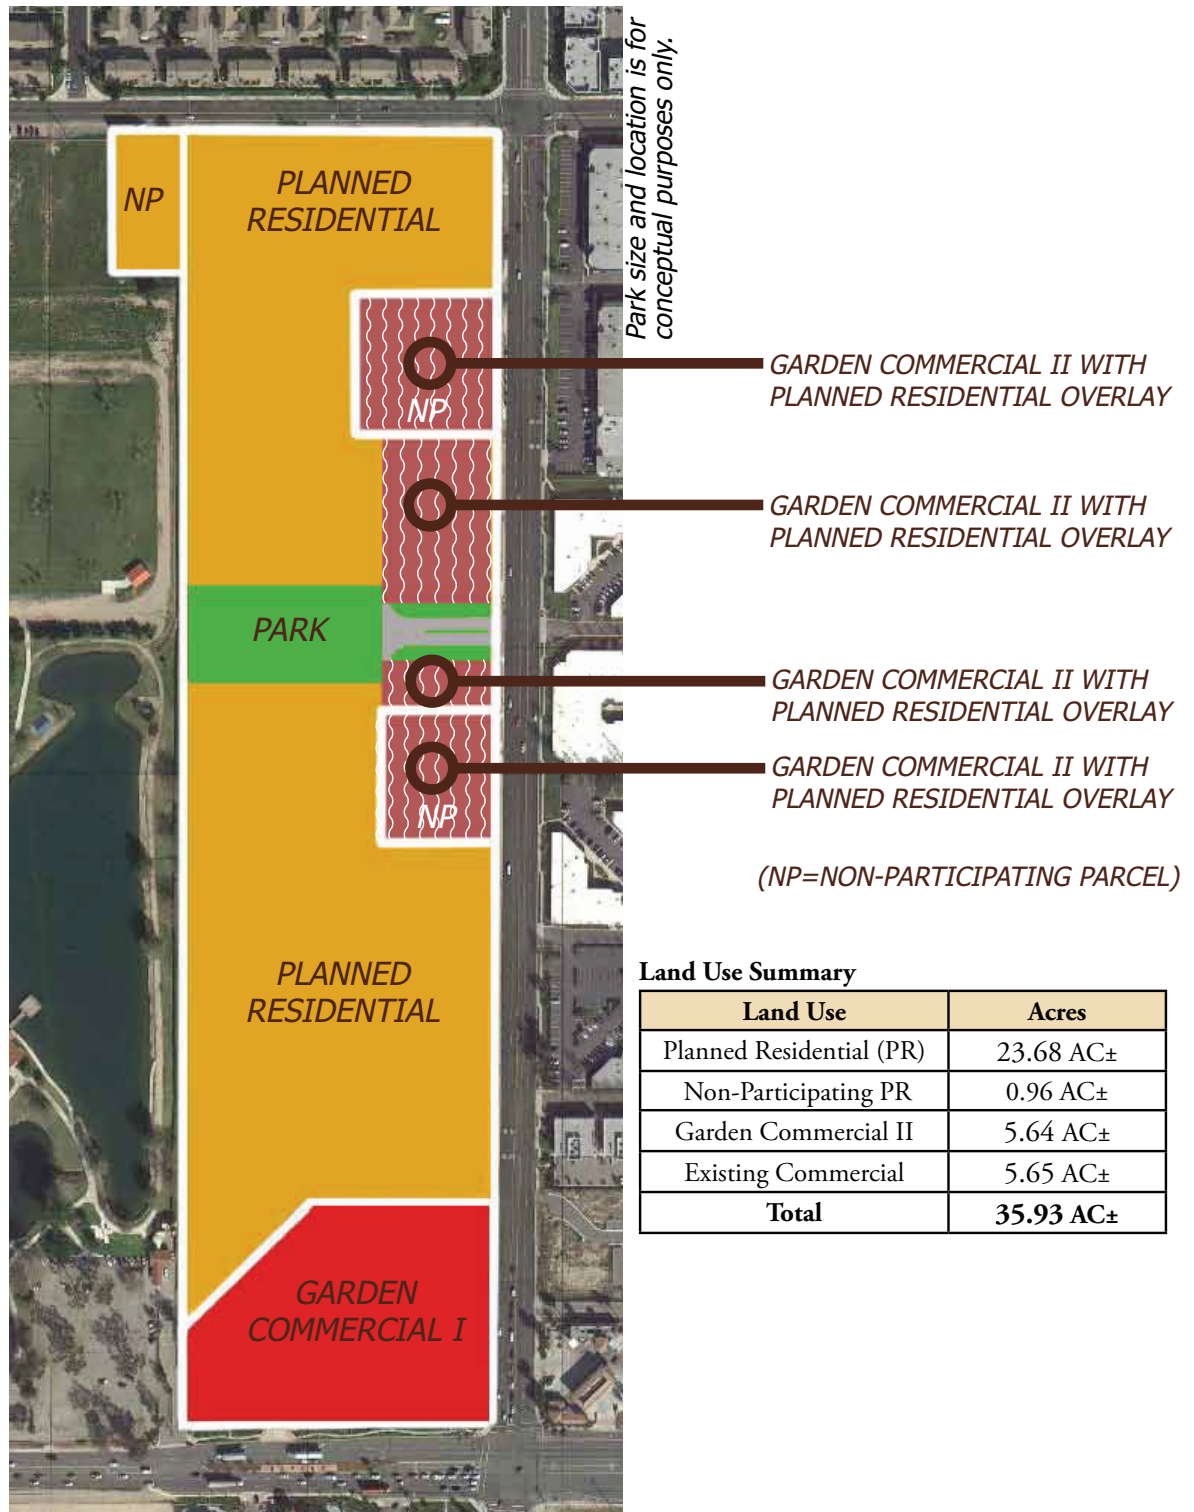 Park size and location is for
conceptual purposes only.
NP
PLANNED
RESIDENTIAL
NP
GARDEN COMMERCIAL II WITH
PLANNED RESIDENTIAL OVERLAY
GARDEN COMMERCIAL II WITH
PLANNED RESIDENTIAL OVERLAY
PARK
GARDEN COMMERCIAL II WITH
PLANNED RESIDENTIAL OVERLAY
GARDEN COMMERCIAL II WITH
PLANNED RESIDENTIAL OVERLAY
NP
(NP=NON-PARTICIPATING PARCEL)
PLANNED
RESIDENTIAL
Land Use Summary
Land Use Acres
Planned Residential (PR) 23.68 AC±
Non-Participating PR 0.96 AC±
Garden Commercial II 5.64 AC±
Existing Commercial 5.65 AC±
Total 35.93 AC±
GARDEN
COMMERCIAL I